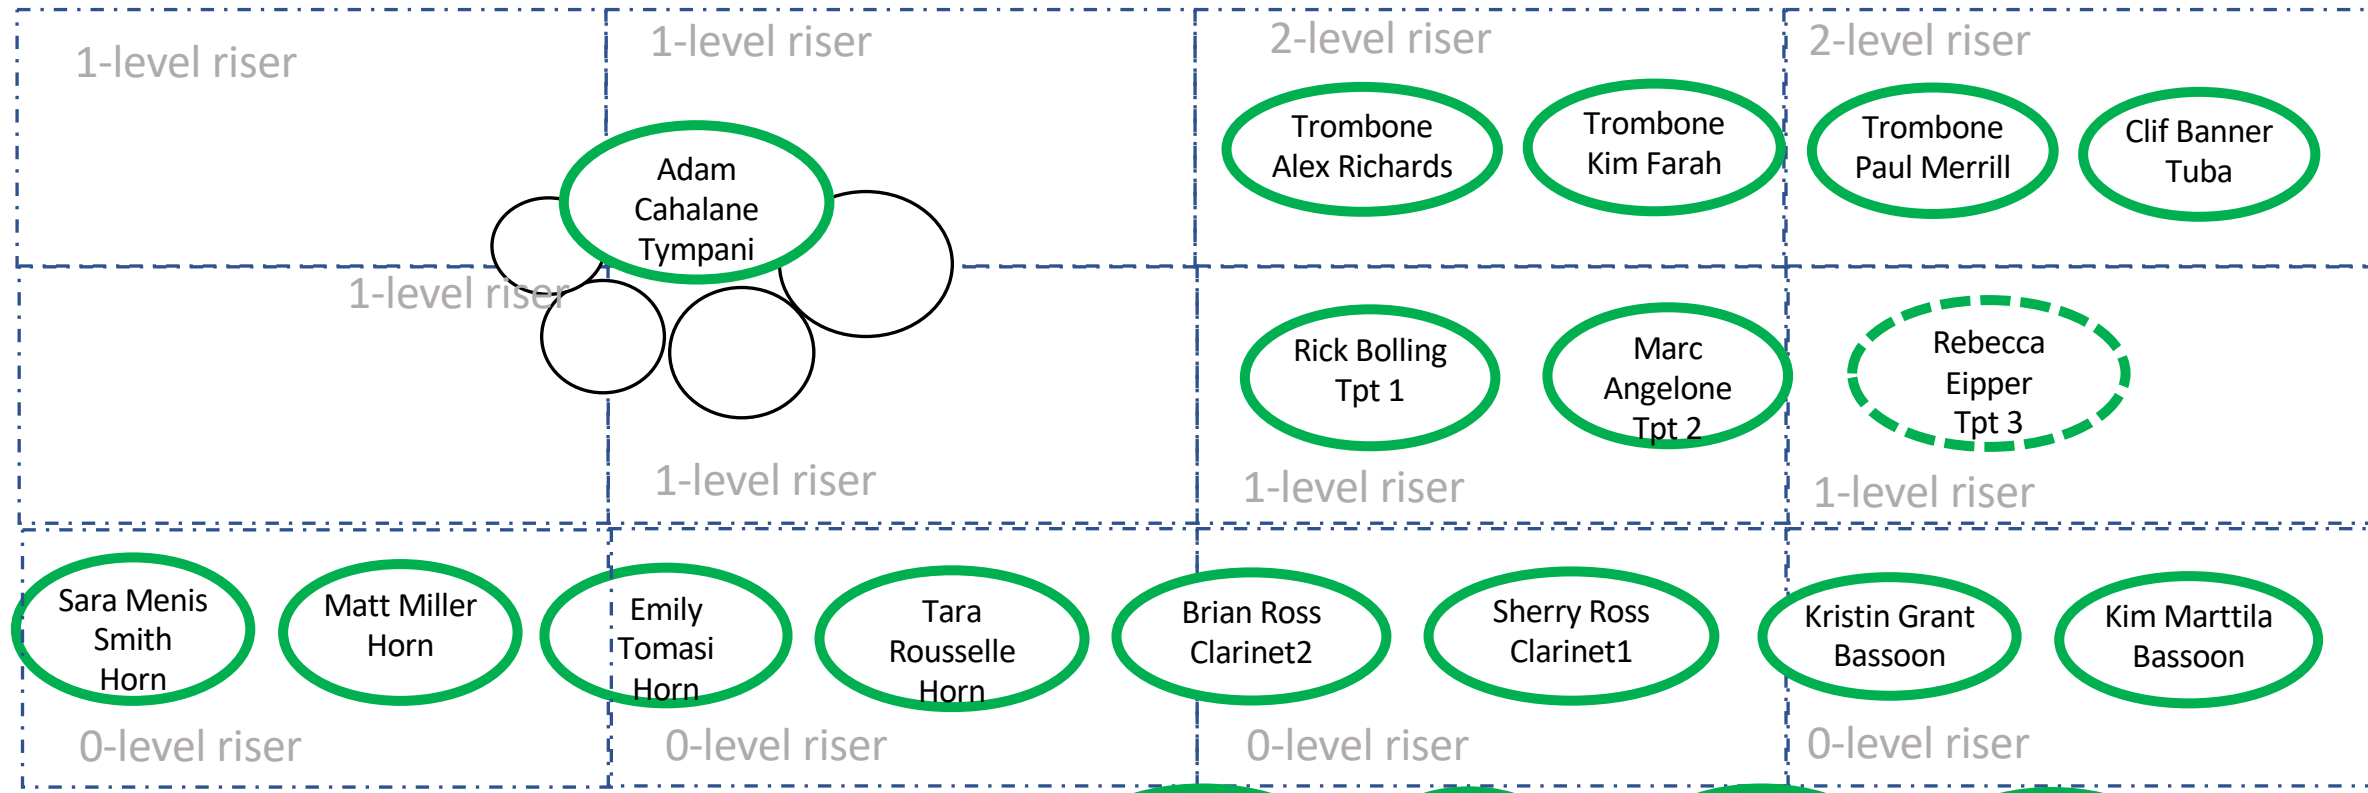 1-level riser
1-level riser
2-level riser
2-level riser
Adam
Cahalane
Tympani
Trombone
Alex Richards
Trombone
Kim Farah
Trombone
Paul Merrill
Clif Banner
Tuba
1-level riser
1-level riser
Rick Bolling
Tpt 1
Marc
Angelone
Tpt 2
Rebecca
Eipper
Tpt 3
1-level riser
1-level riser
Sara Menis
Smith
Horn
Matt Miller
Horn
Emily
Tomasi
Horn
Tara
Rousselle
Horn
Brian Ross
Clarinet2
Sherry Ross
Clarinet1
Kristin Grant
Bassoon
Kim Marttila
Bassoon
0-level riser
0-level riser
0-level riser
0-level riser